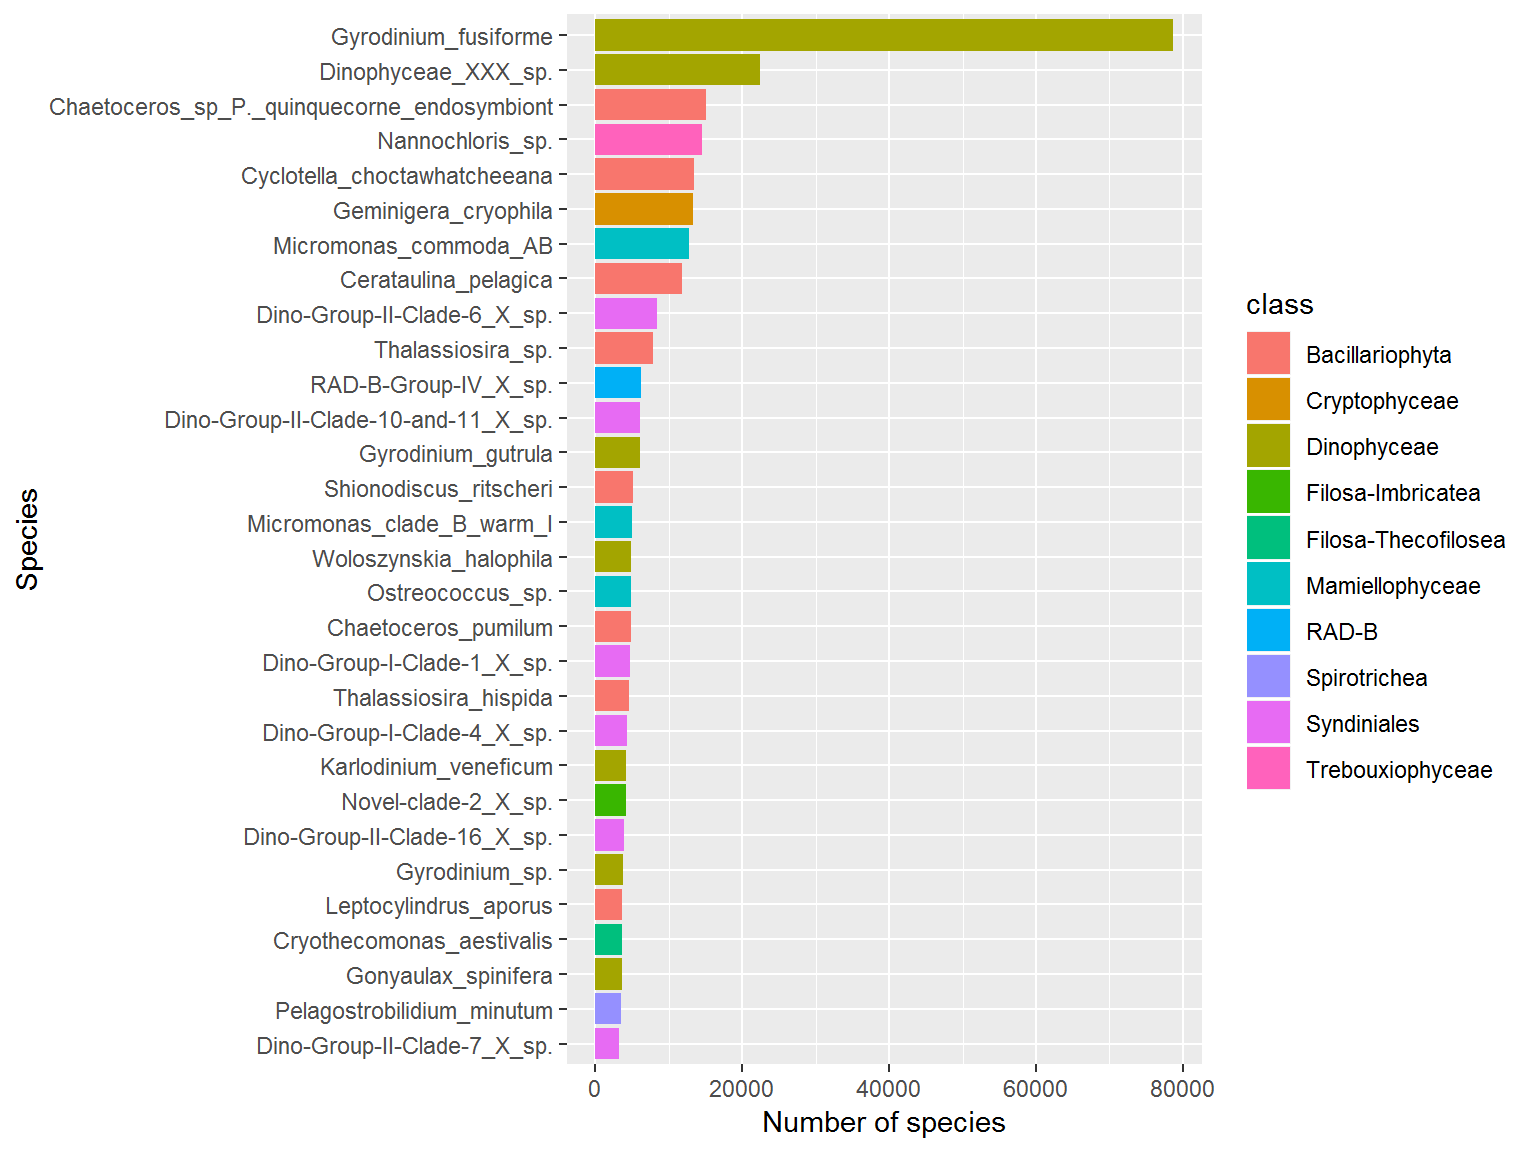 Gyrodinium_fusiforme
Dinophyceae_XXX_sp.
Chaetoceros_sp_P._quinquecorne_endosymbiont
Nannochloris_sp.
Cyclotella_choctawhatcheeana
Geminigera_cryophila
Micromonas_commoda_AB
Cerataulina_pelagica
Dino-Group-II-Clade-6_X_sp.
Thalassiosira_sp.
RAD-B-Group-IV_X_sp.
Dino-Group-II-Clade-10-and-11_X_sp.
Gyrodinium_gutrula
Shionodiscus_ritscheri
Micromonas_clade_B_warm_I
Woloszynskia_halophila
Ostreococcus_sp.
Chaetoceros_pumilum
Dino-Group-I-Clade-1_X_sp.
Thalassiosira_hispida
Dino-Group-I-Clade-4_X_sp.
Karlodinium_veneficum
Novel-clade-2_X_sp.
Dino-Group-II-Clade-16_X_sp.
Gyrodinium_sp.
Leptocylindrus_aporus
Cryothecomonas_aestivalis
Gonyaulax_spinifera
Pelagostrobilidium_minutum
Dino-Group-II-Clade-7_X_sp.
Species
0 20000 40000 60000 80000
Number of species
class
Bacillariophyta
Cryptophyceae
Dinophyceae
Filosa-Imbricatea
Filosa-Thecofilosea
Mamiellophyceae
RAD-B
Spirotrichea
Syndiniales
Trebouxiophyceae